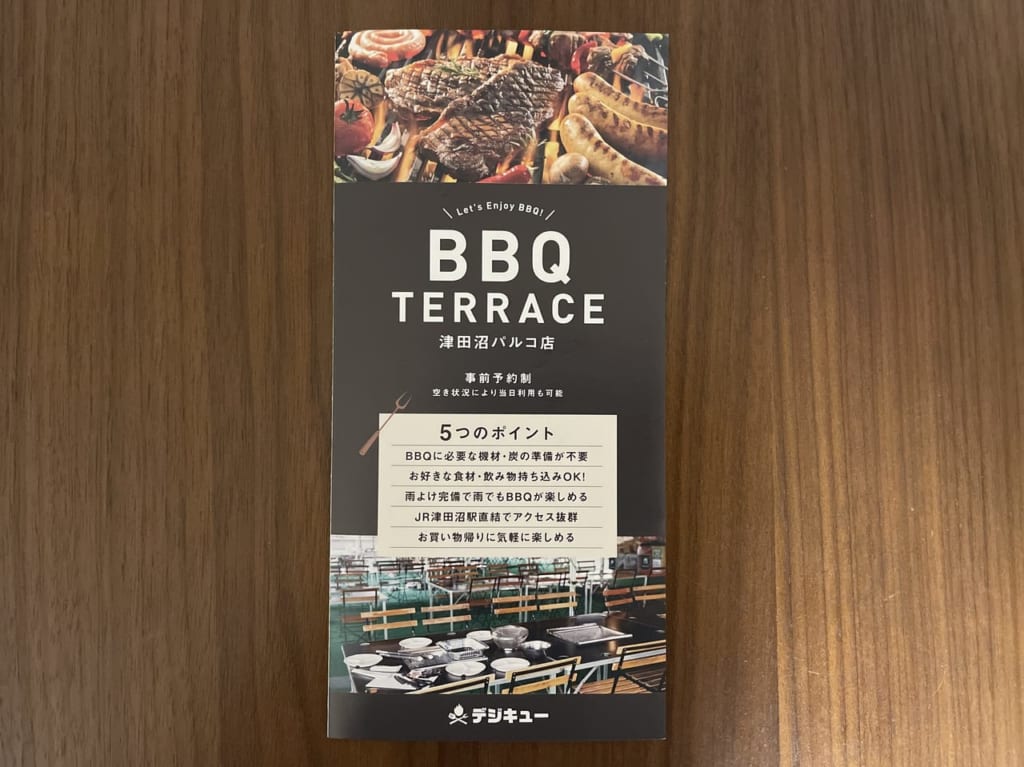 Let's Enjoy BBQ!
BBQ
TERRACE
津田沼パルコ店
事前予約制
空き状況により当日利用も可能
5つのポイント
BBQに必要な機材・炭の準備が不要
お好きな食材・飲み物持ち込みOK!
雨よけ完備で雨でもBBQが楽しめる
JR津田沼駅直結でアクセス抜群
お買い物帰りに気軽に楽しめる
デジキュー